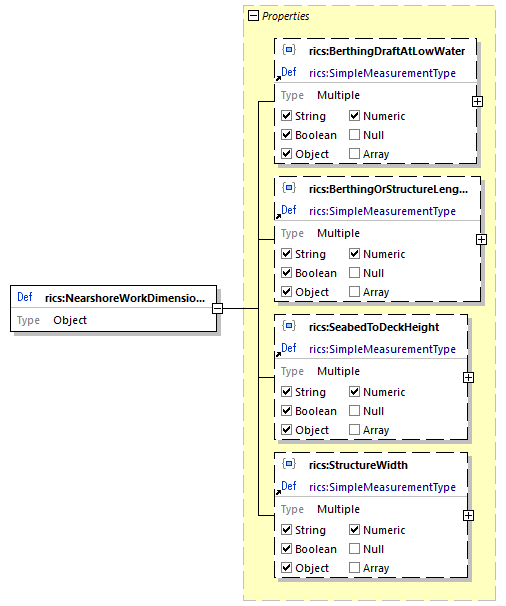 Properties
rics:BerthingDraftAtLowWater
Def rics:SimpleMeasurementType
Type Multiple
String Numeric
Boolean Null
Object Array
rics:BerthingOrStructureLeng...
Def rics:SimpleMeasurementType
Type Multiple
String Numeric
Boolean Null
Object Array
Def rics:NearshoreWorkDimensio...
Type Object
rics:SeabedToDeckHeight
Def rics:SimpleMeasurementType
Type Multiple
String Numeric
Boolean Null
Object Array
rics:StructureWidth
Def rics:SimpleMeasurementType
Type Multiple
String Numeric
Boolean Null
Object Array